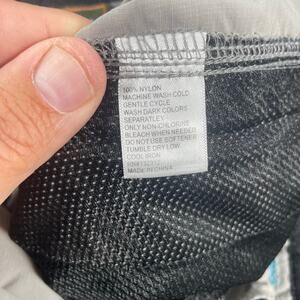 100% NYLON
MACHINE WASH COLD
GENTLE CYCLE
WASH DARK COLORS
SEPARATLEY
ONLY NON-CHLORINE
BLEACH WHEN NEEDED
DO NOT USE SOFTENER
TUMBLE DRY LOW
COOL IRON
MADE IN CHINA